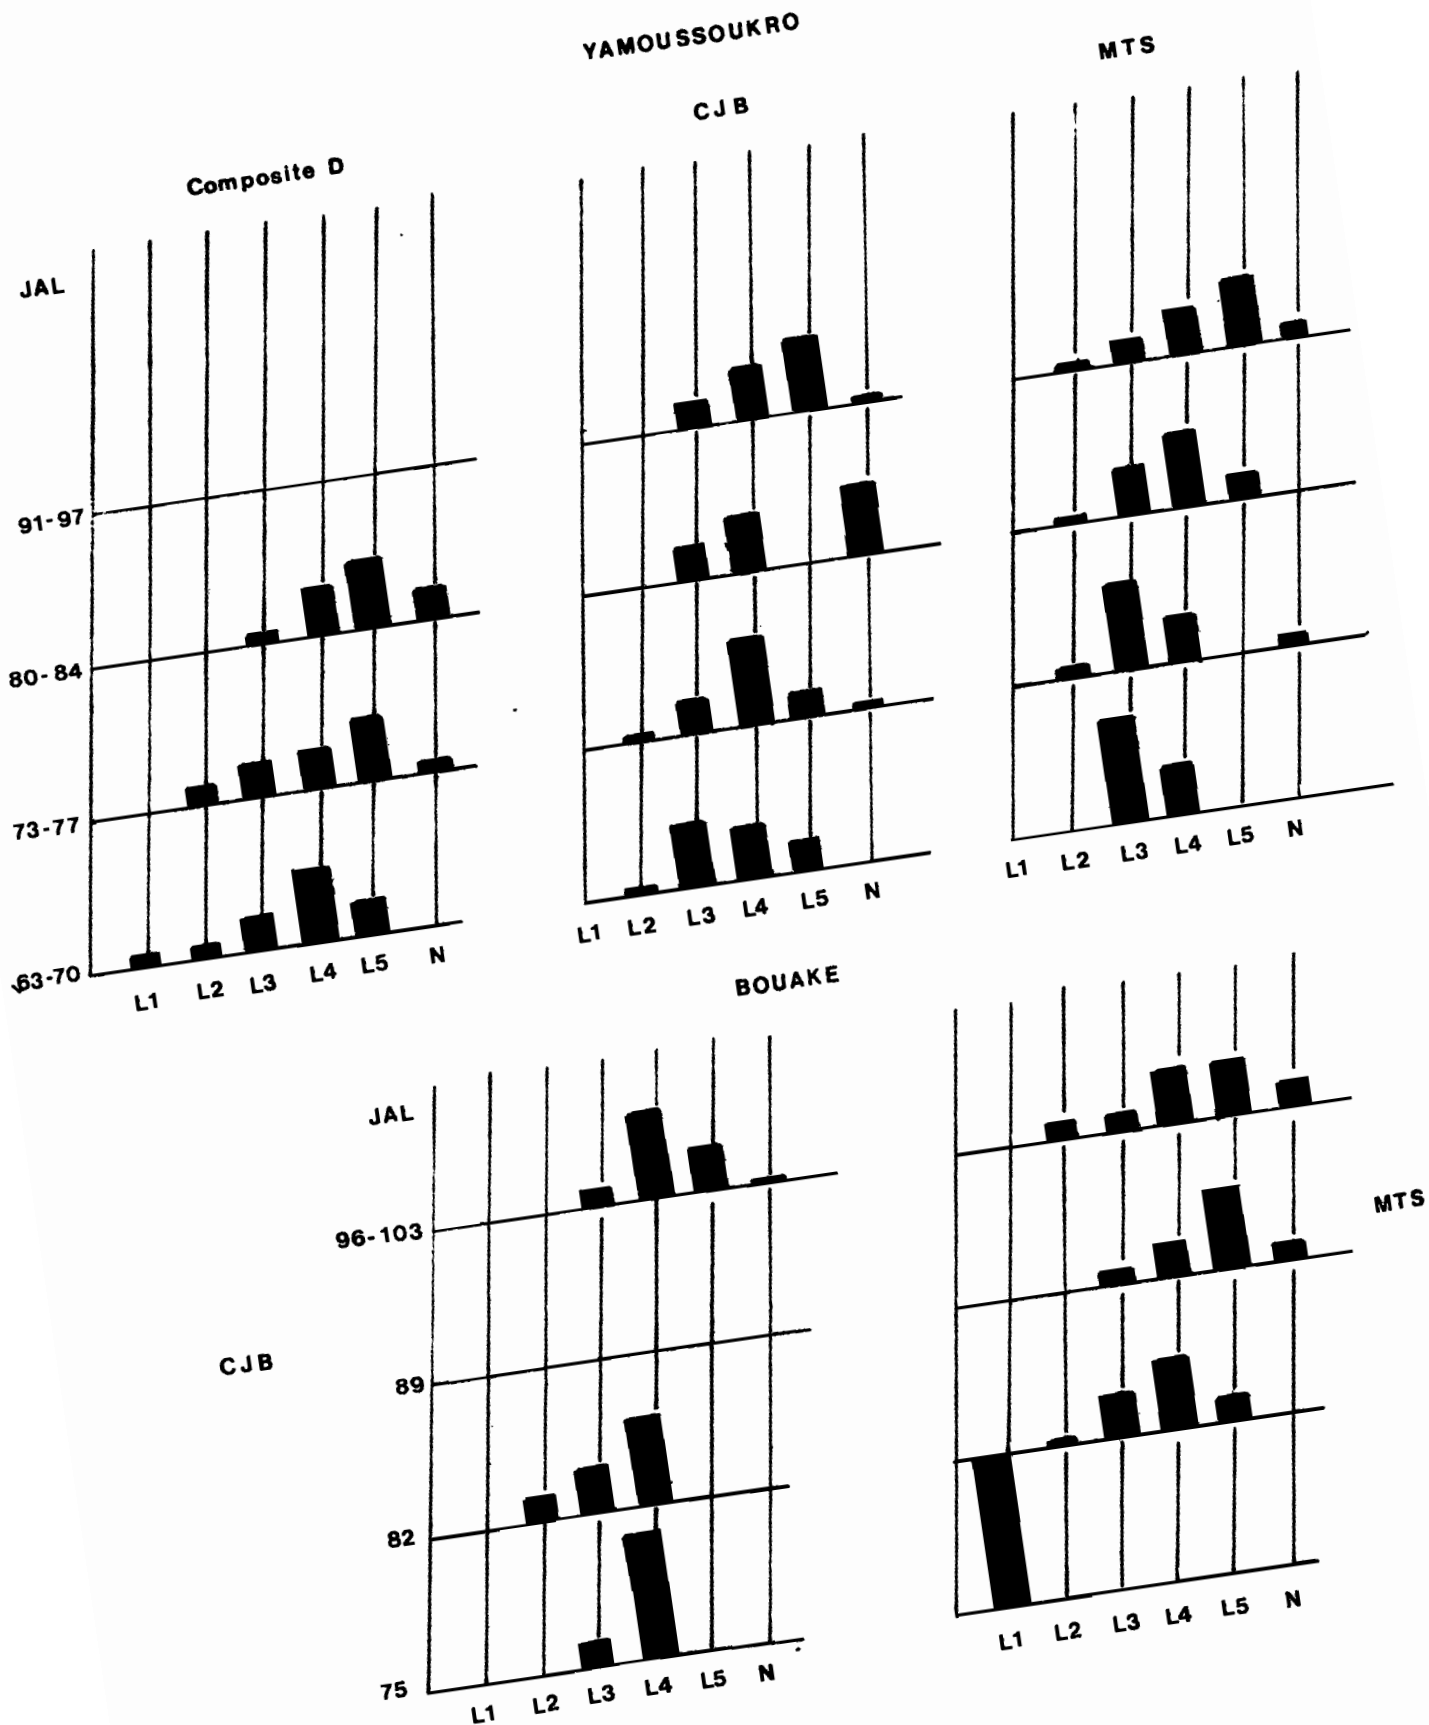 YAMOUSSOUKRO
Composite D
CJB
MTS
JAL
91-97
80-84
73-77
63-70
L1 L2 L3 L4 L5 N
L1 L2 L3 L4 L5 N
L1 L2 L3 L4 L5 N
BOUAKE
JAL
96-103
CJB
89
82
75
MTS
L1 L2 L3 L4 L5 N
L1 L2 L3 L4 L5 N